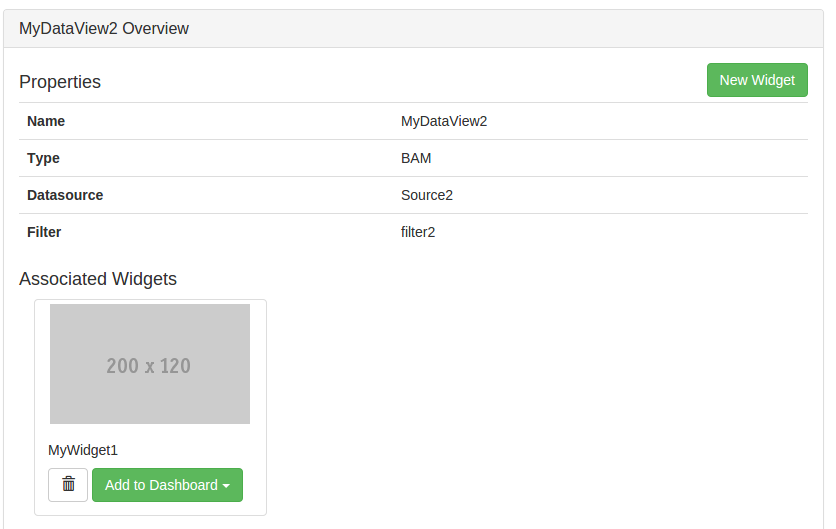 MyDataView2 Overview
Properties
New Widget
Name MyDataView2
Type BAM
Datasource Source2
Filter filter2
Associated Widgets
200 x 120
MyWidget1
Add to Dashboard